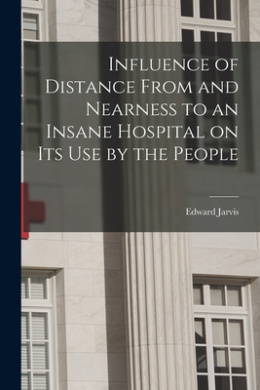 Influence of
Distance From and
Nearness to an
Insane Hospital on
Its Use by the
People
Edward Jarvis